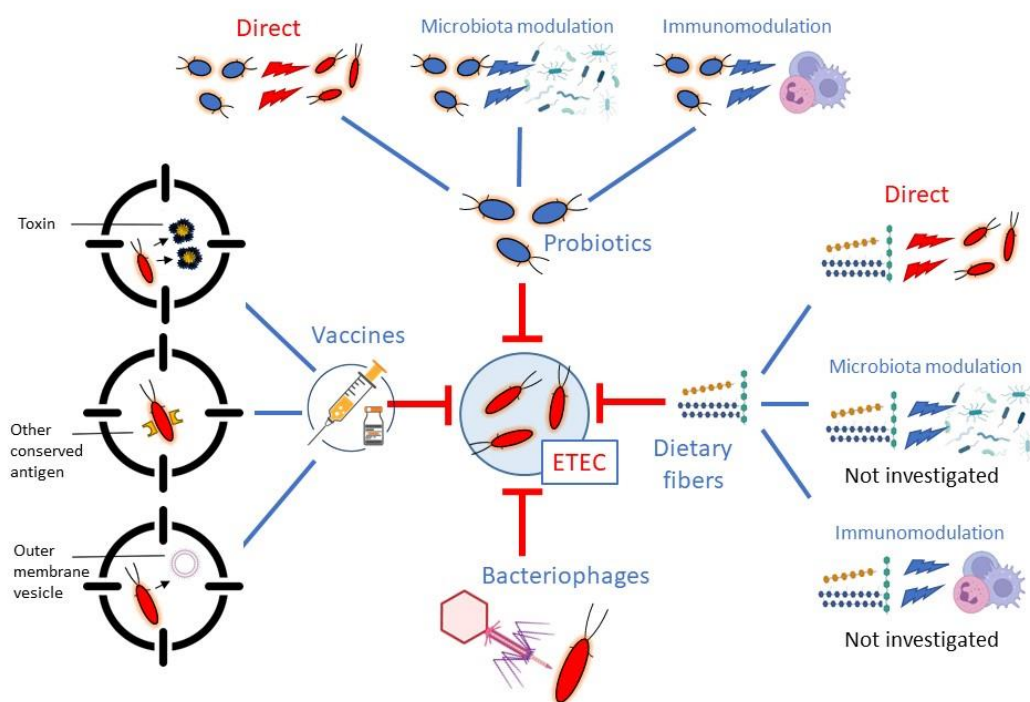 Direct
Microbiota modulation
Immunomodulation
Toxin
Probiotics
Direct
Vaccines
Microbiota modulation
Other
conserved
antigen
ETEC
Dietary
fibers
Not investigated
Outer
membrane
vesicle
Bacteriophages
Immunomodulation
Not investigated